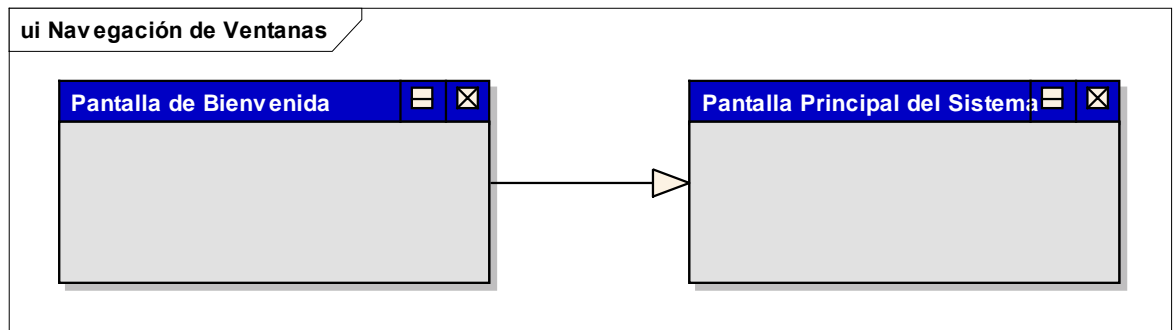 ui Navegación de Ventanas
Pantalla de Bienvenida
Pantalla Principal del Sistema